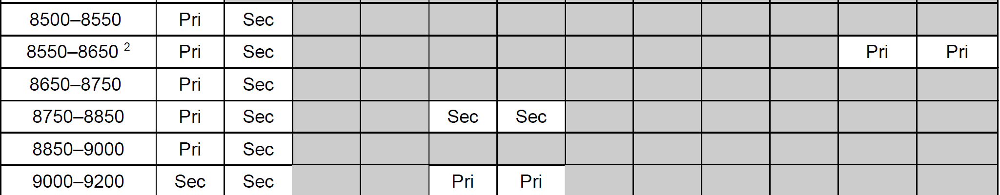 8500–8550 Pri Sec
8550–8650 ² Pri Sec Pri Pri
8650–8750 Pri Sec
8750–8850 Pri Sec Sec Sec
8850–9000 Pri Sec
9000–9200 Sec Sec Pri Pri